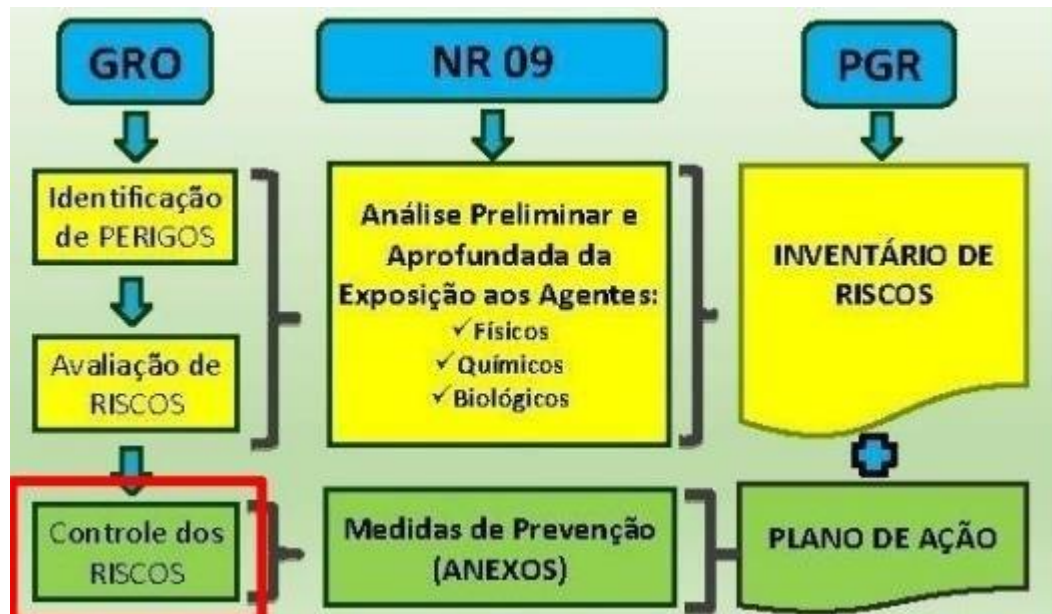 GRO
Identificação
de PERIGOS
Avaliação de
RISCOS
Controle dos
RISCOS
NR 09
Análise Preliminar e
Aprofundada da
Exposição aos Agentes:
✓Físicos
✓Químicos
✓Biológicos
Medidas de Prevenção
(ANEXOS)
PGR
INVENTÁRIO DE
RISCOS
PLANO DE AÇÃO